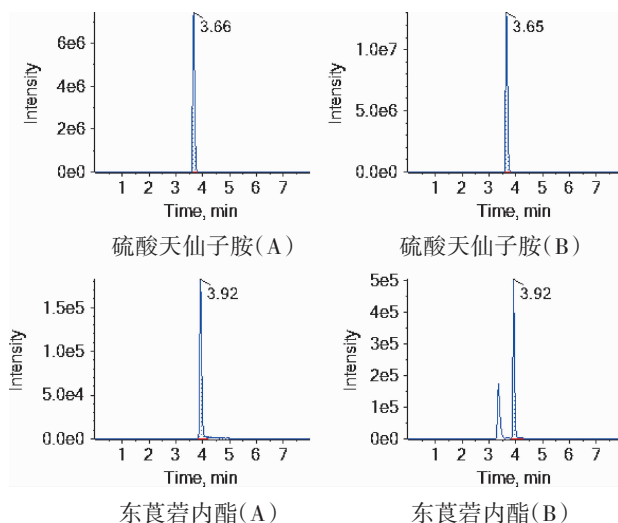 3.66
3.65
6e6
4e6
2e6
0e0
Intensity
1 2 3 4 5 6 7
Time, min
1.0e7
5.0e6
0.0e0
Intensity
1 2 3 4 5 6 7
Time, min
硫酸天仙子胺(A)
硫酸天仙子胺(B)
3.92
3.92
1.5e5
1.0e5
5.0e4
0.0e0
Intensity
1 2 3 4 5 6 7
Time, min
5e5
4e5
3e5
2e5
1e5
0e0
Intensity
1 2 3 4 5 6 7
Time, min
东莨菪内酯(A)
东莨菪内酯(B)